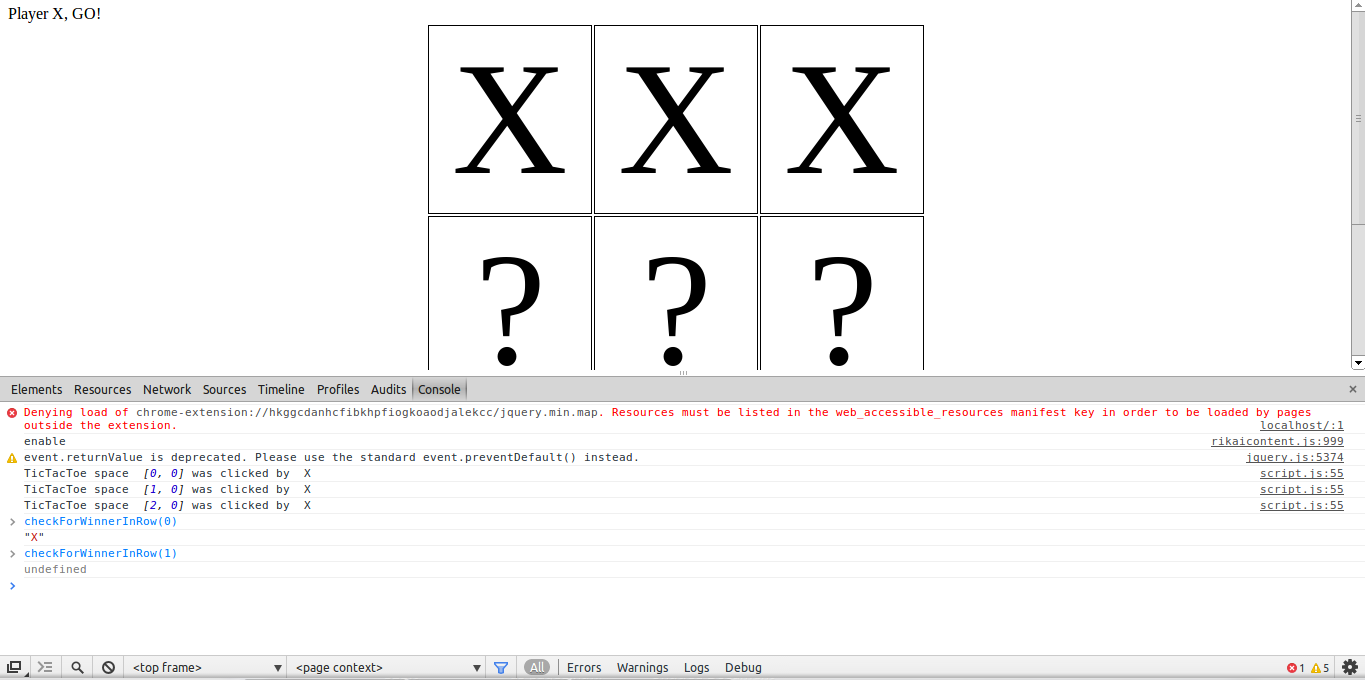 Player X, GO!
X X X
? ? ?
Elements Resources Network Sources Timeline Profiles Audits Console ×
Denying load of chrome-extension://hkggcdanhcfibkhpfiogkoaodjalekcc/jquery.min.map. Resources must be listed in the web_accessible_resources manifest key in order to be loaded by pages
outside the extension. localhost/:1
enable rikaicontent.js:999
event.returnValue is deprecated. Please use the standard event.preventDefault() instead. jquery.js:5374
TicTacToe space [0, 0] was clicked by X script.js:55
TicTacToe space [1, 0] was clicked by X script.js:55
TicTacToe space [2, 0] was clicked by X script.js:55
> checkForWinnerInRow(0)
"X"
> checkForWinnerInRow(1)
undefined
>
<top frame> <page context> All Errors Warnings Logs Debug 1 5